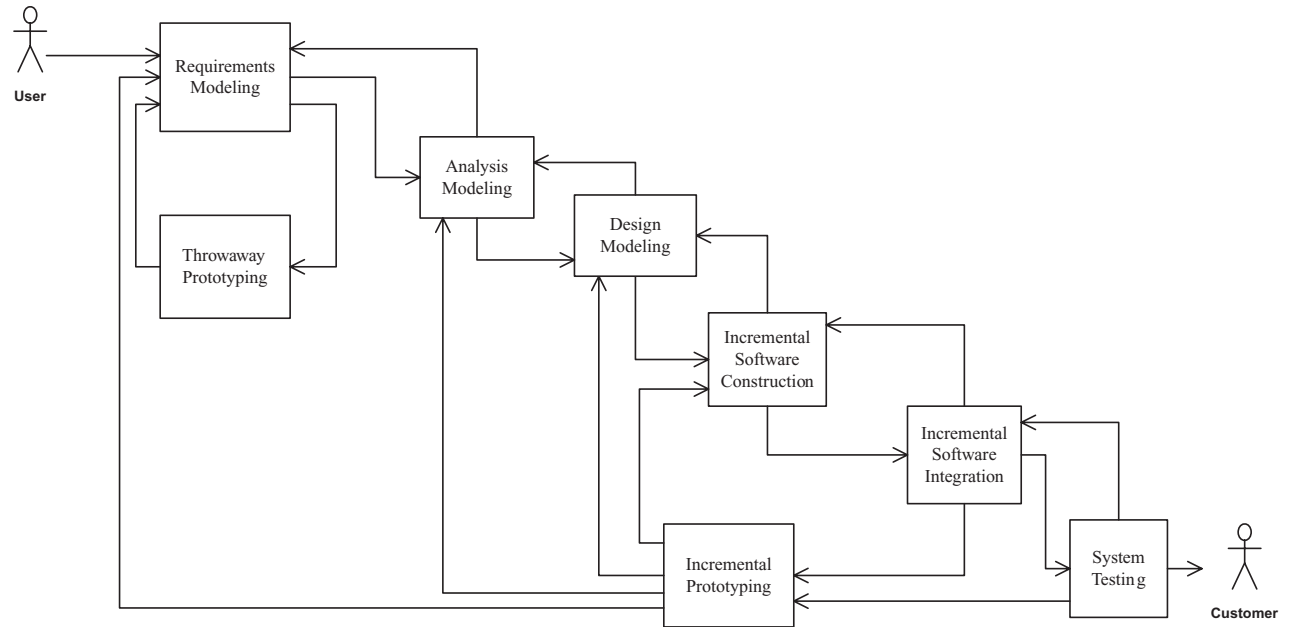 User
Requirements
Modeling
Analysis
Modeling
Throwaway
Prototyping
Design
Modeling
Incremental
Software
Construction
Incremental
Software
Integration
Incremental
Prototyping
System
Testing
Customer